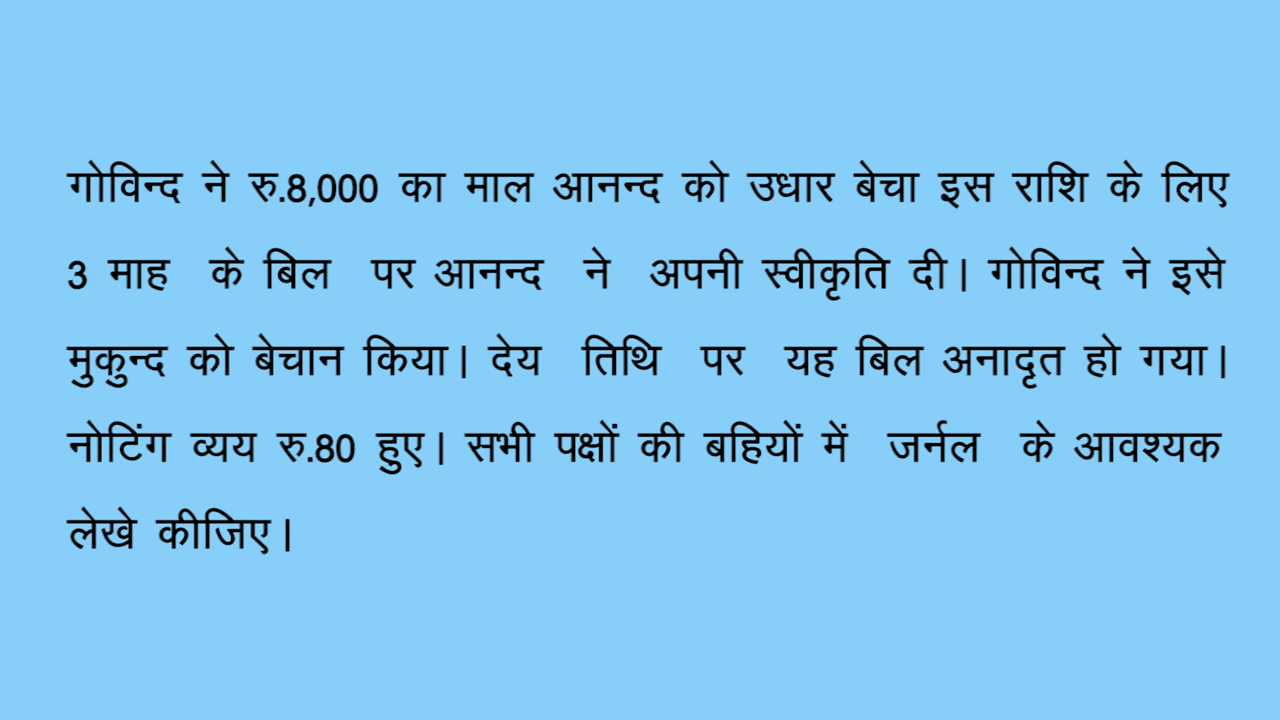 गोविन्द ने रु.8,000 का माल आनन्द को उधार बेचा इस राशि के लिए
3 माह के बिल पर आनन्द ने अपनी स्वीकृति दी। गोविन्द ने इसे
मुकुन्द को बेचान किया। देय तिथि पर यह बिल अनादृत हो गया।
नोटिंग व्यय रु.80 हुए। सभी पक्षों की बहियों में जर्नल के आवश्यक
लेखे कीजिए।